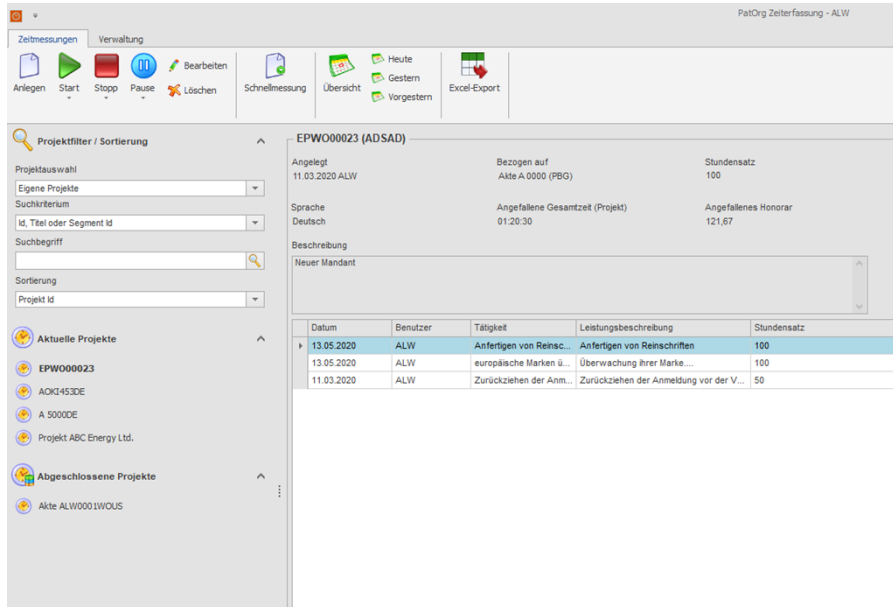 PatOrg Zeiterfassung - ALW
Zeitmessungen Verwaltung
Anlegen Start Stopp Pause Bearbeiten Löschen Schnellmessung Übersicht Heute Gestern Vorgestern Excel-Export
Projektfilter / Sortierung
Projektauswahl
Eigene Projekte
Suchkriterium
Id, Titel oder Segment Id
Suchbegriff
Sortierung
Projekt Id
Aktuelle Projekte
EPWO00023
AOKI453DE
A 5000DE
Projekt ABC Energy Ltd.
Abgeschlossene Projekte
Akte ALW0001WOUS
EPWO00023 (ADSAD)
Angelegt Bezogen auf Stundensatz
11.03.2020 ALW Akte A 0000 (PBG) 100
Sprache Angefallene Gesamtzeit (Projekt) Angefallenes Honorar
Deutsch 01:20:30 121,67
Beschreibung
Neuer Mandant
Datum Benutzer Tätigkeit Leistungsbeschreibung Stundensatz
13.05.2020 ALW Anfertigen von Reinsc... Anfertigen von Reinschriften 100
13.05.2020 ALW europäische Marken ü... Überwachung ihrer Marke.... 100
11.03.2020 ALW Zurückziehen der Anm... Zurückziehen der Anmeldung vor der V... 50